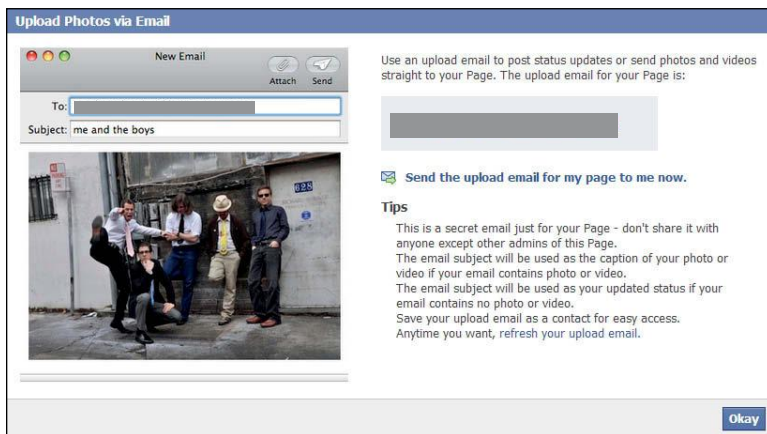 Upload Photos via Email
New Email
Attach Send
To:
Subject: me and the boys
628
Use an upload email to post status updates or send photos and videos
straight to your Page. The upload email for your Page is:
Send the upload email for my page to me now.
Tips
This is a secret email just for your Page - don't share it with
anyone except other admins of this Page.
The email subject will be used as the caption of your photo or
video if your email contains photo or video.
The email subject will be used as your updated status if your
email contains no photo or video.
Save your upload email as a contact for easy access.
Anytime you want, refresh your upload email.
Okay